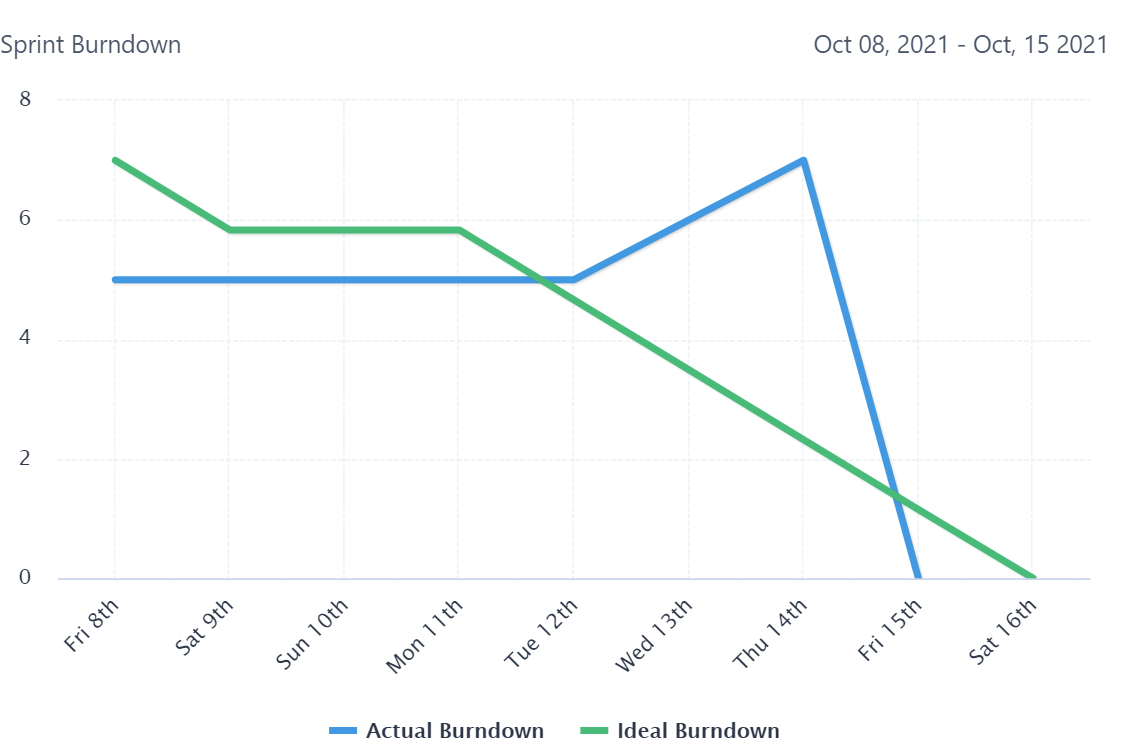 Sprint Burndown
Oct 08, 2021 - Oct, 15 2021
8
6
4
2
0
Fri 8th
Sat 9th
Sun 10th
Mon 11th
Tue 12th
Wed 13th
Thu 14th
Fri 15th
Sat 16th
Actual Burndown
Ideal Burndown